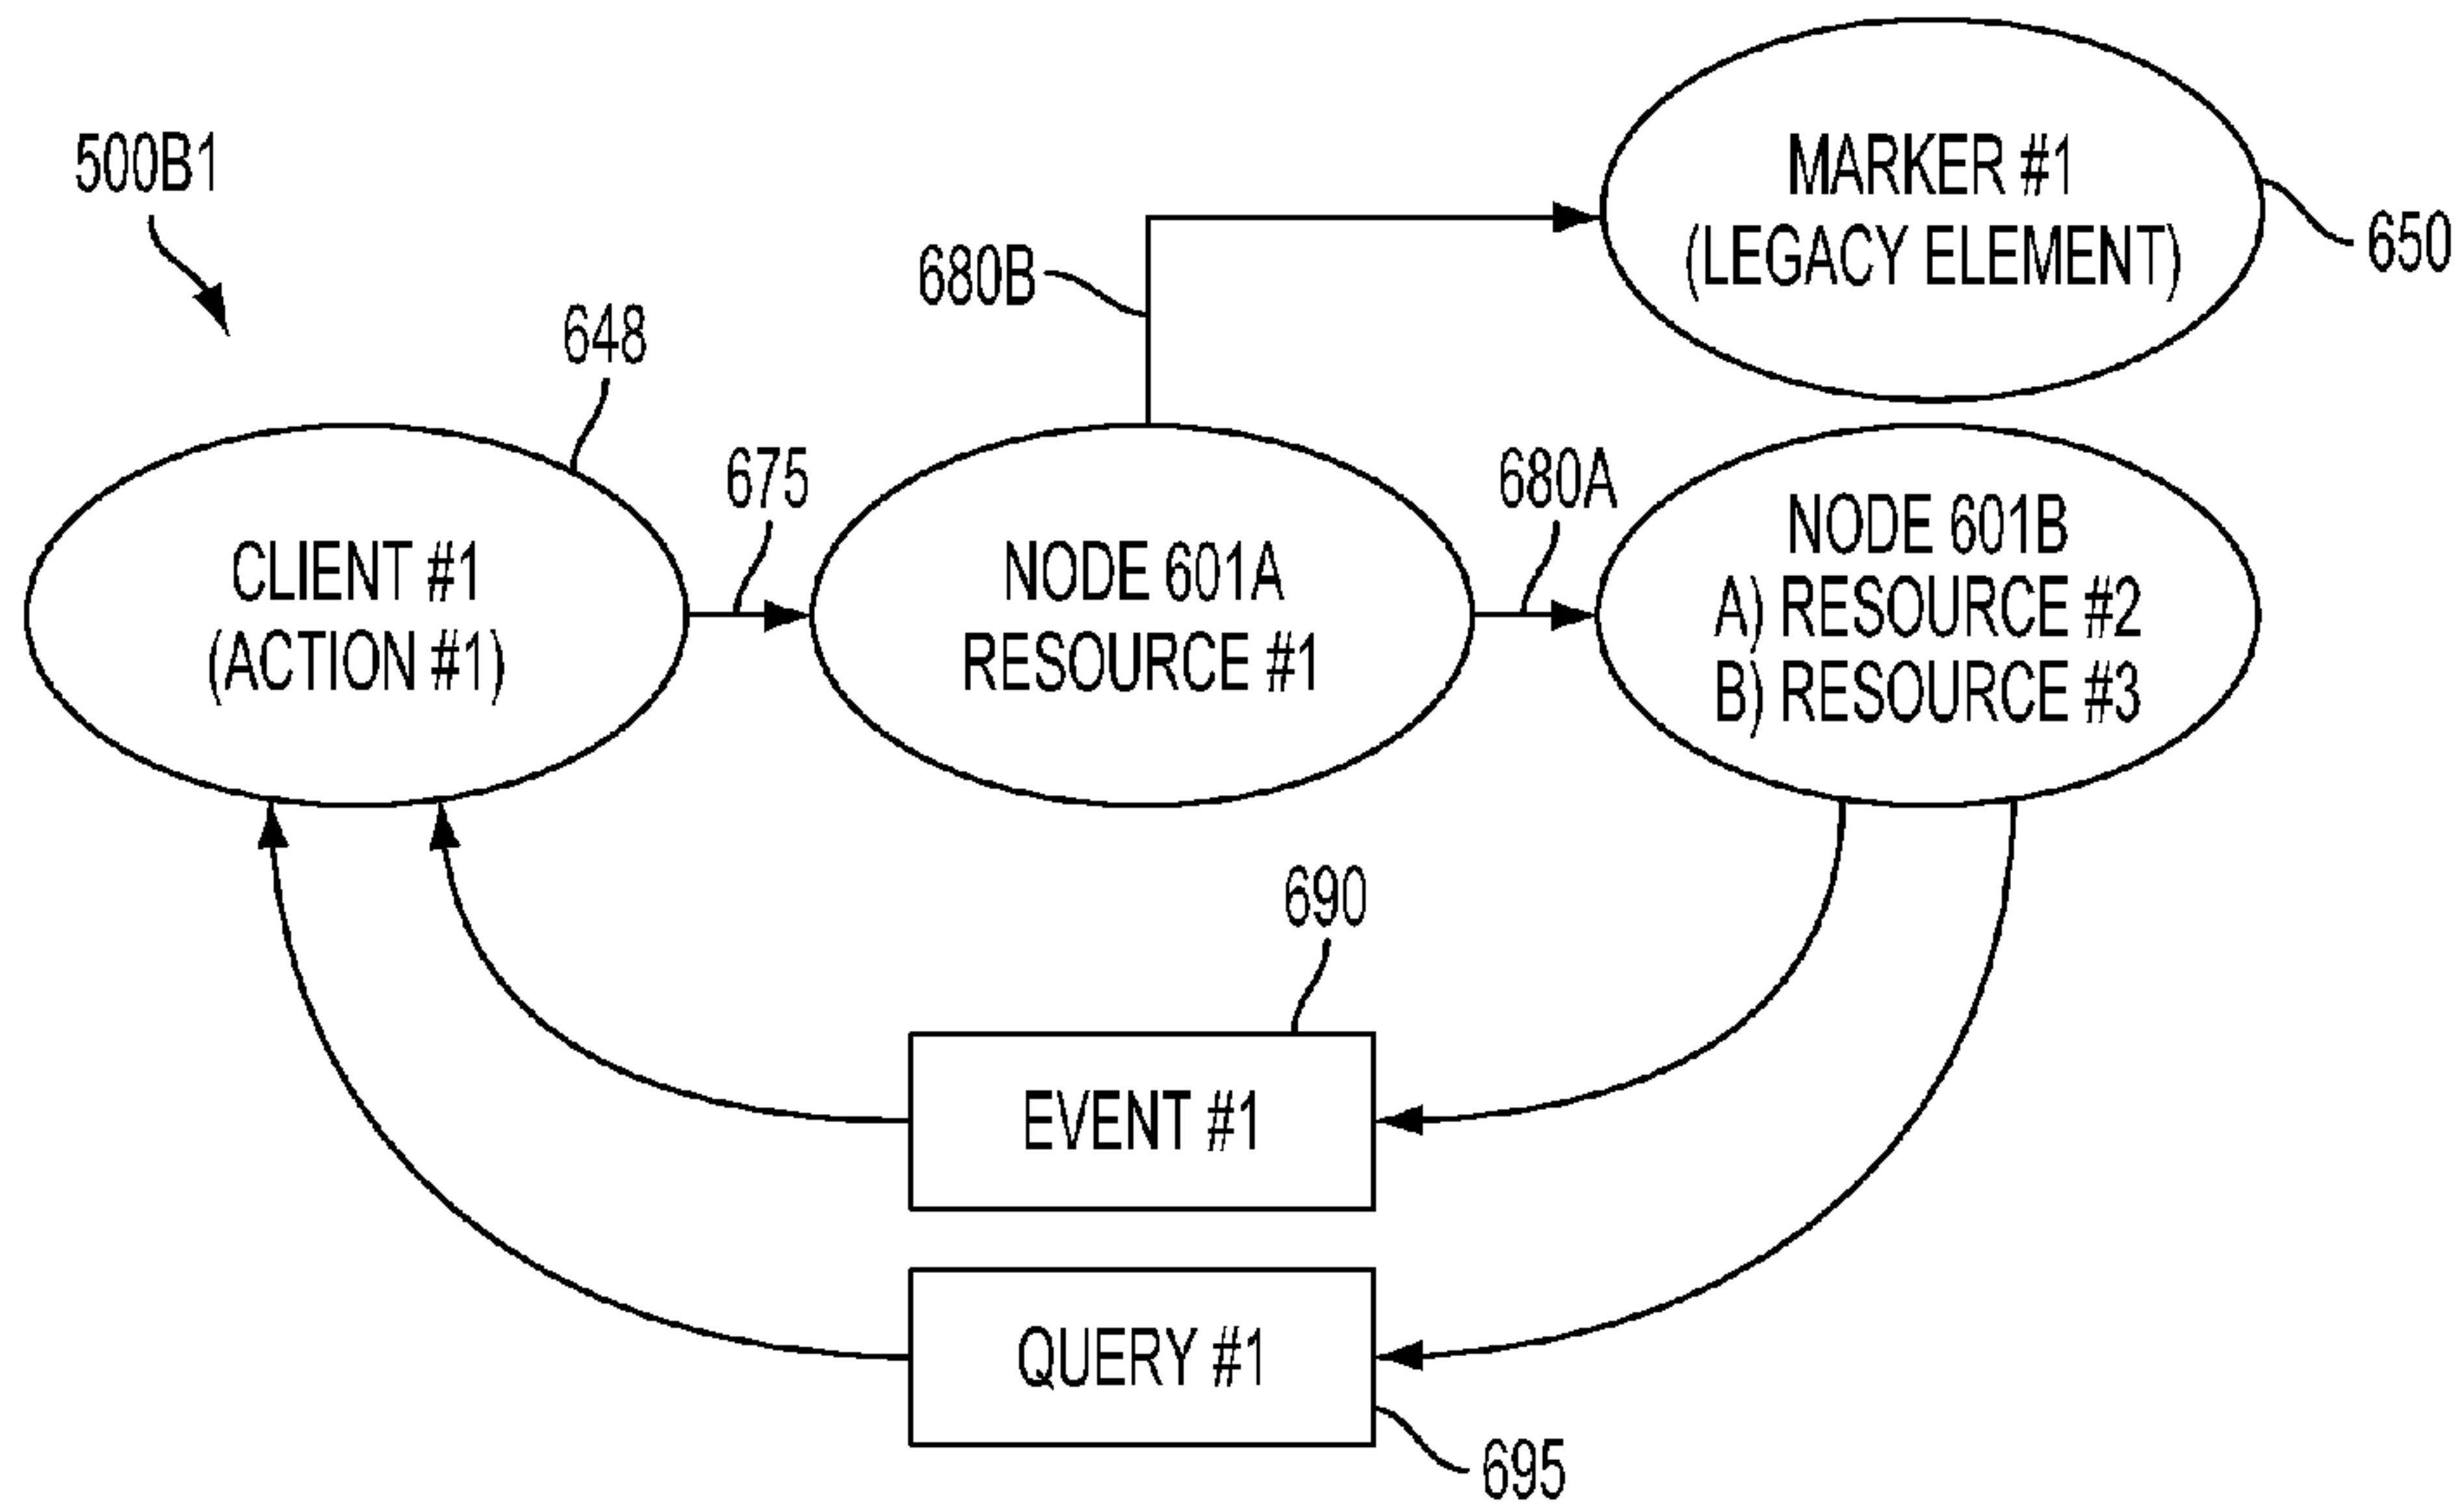 500B1
MARKER #1
(LEGACY ELEMENT)
650
680B
648
675
680A
CLIENT #1
(ACTION #1)
NODE 601A
RESOURCE #1
NODE 601B
A) RESOURCE #2
B) RESOURCE #3
690
EVENT #1
QUERY #1
695